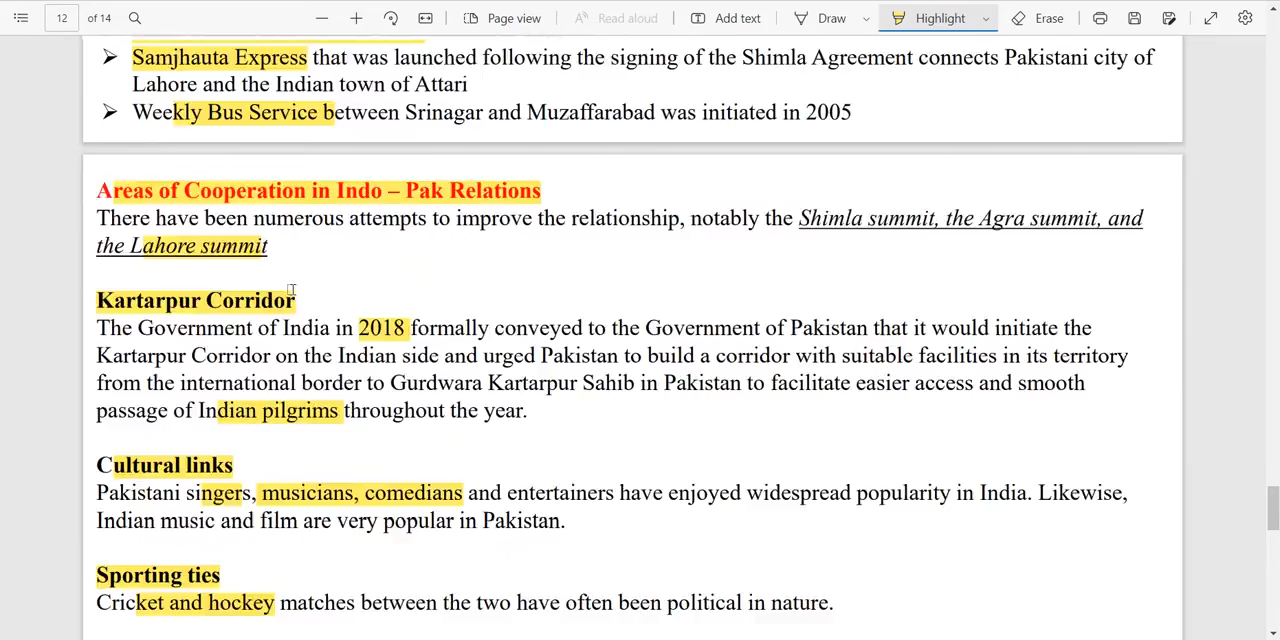 12 of 14 Page view Read aloud Add text Draw Highlight Erase
Samjhauta Express that was launched following the signing of the Shimla Agreement connects Pakistani city of
Lahore and the Indian town of Attari
Weekly Bus Service between Srinagar and Muzaffarabad was initiated in 2005
Areas of Cooperation in Indo – Pak Relations
There have been numerous attempts to improve the relationship, notably the Shimla summit, the Agra summit, and
the Lahore summit
Kartarpur Corridor
The Government of India in 2018 formally conveyed to the Government of Pakistan that it would initiate the
Kartarpur Corridor on the Indian side and urged Pakistan to build a corridor with suitable facilities in its territory
from the international border to Gurdwara Kartarpur Sahib in Pakistan to facilitate easier access and smooth
passage of Indian pilgrims throughout the year.
Cultural links
Pakistani singers, musicians, comedians and entertainers have enjoyed widespread popularity in India. Likewise,
Indian music and film are very popular in Pakistan.
Sporting ties
Cricket and hockey matches between the two have often been political in nature.